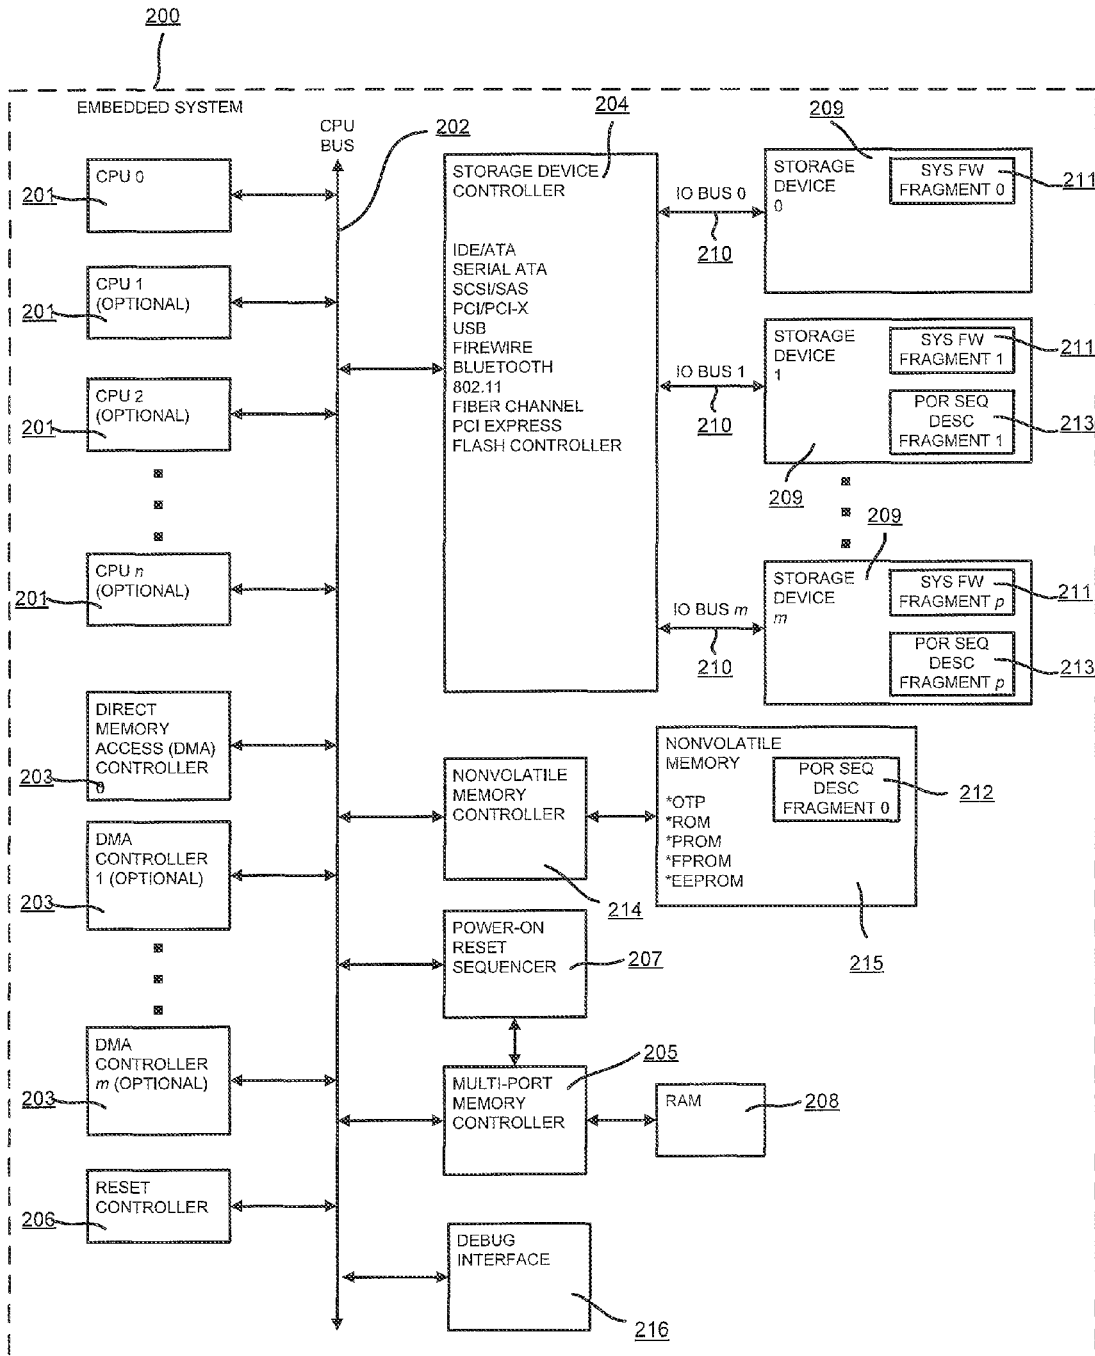 200
EMBEDDED SYSTEM
CPU
BUS
202
CPU 0
201
CPU 1
(OPTIONAL)
201
CPU 2
(OPTIONAL)
201
CPU n
(OPTIONAL)
201
DIRECT
MEMORY
ACCESS (DMA)
CONTROLLER
0
203
DMA
CONTROLLER
1 (OPTIONAL)
203
DMA
CONTROLLER
m (OPTIONAL)
203
RESET
CONTROLLER
206
204
STORAGE DEVICE
CONTROLLER
IDE/ATA
SERIAL ATA
SCSI/SAS
PCI/PCI-X
USB
FIREWIRE
BLUETOOTH
802.11
FIBER CHANNEL
PCI EXPRESS
FLASH CONTROLLER
IO BUS 0
210
IO BUS 1
210
IO BUS m
210
209
STORAGE
DEVICE
0
SYS FW
FRAGMENT 0
211
STORAGE
DEVICE
1
SYS FW
FRAGMENT 1
211
POR SEQ
DESC
FRAGMENT 1
213
209
209
STORAGE
DEVICE
m
SYS FW
FRAGMENT p
211
POR SEQ
DESC
FRAGMENT p
213
NONVOLATILE
MEMORY
CONTROLLER
214
NONVOLATILE
MEMORY
*OTP
*ROM
*PROM
*FPROM
*EEPROM
POR SEQ
DESC
FRAGMENT 0
212
215
POWER-ON
RESET
SEQUENCER
207
MULTI-PORT
MEMORY
CONTROLLER
205
RAM
208
DEBUG
INTERFACE
216